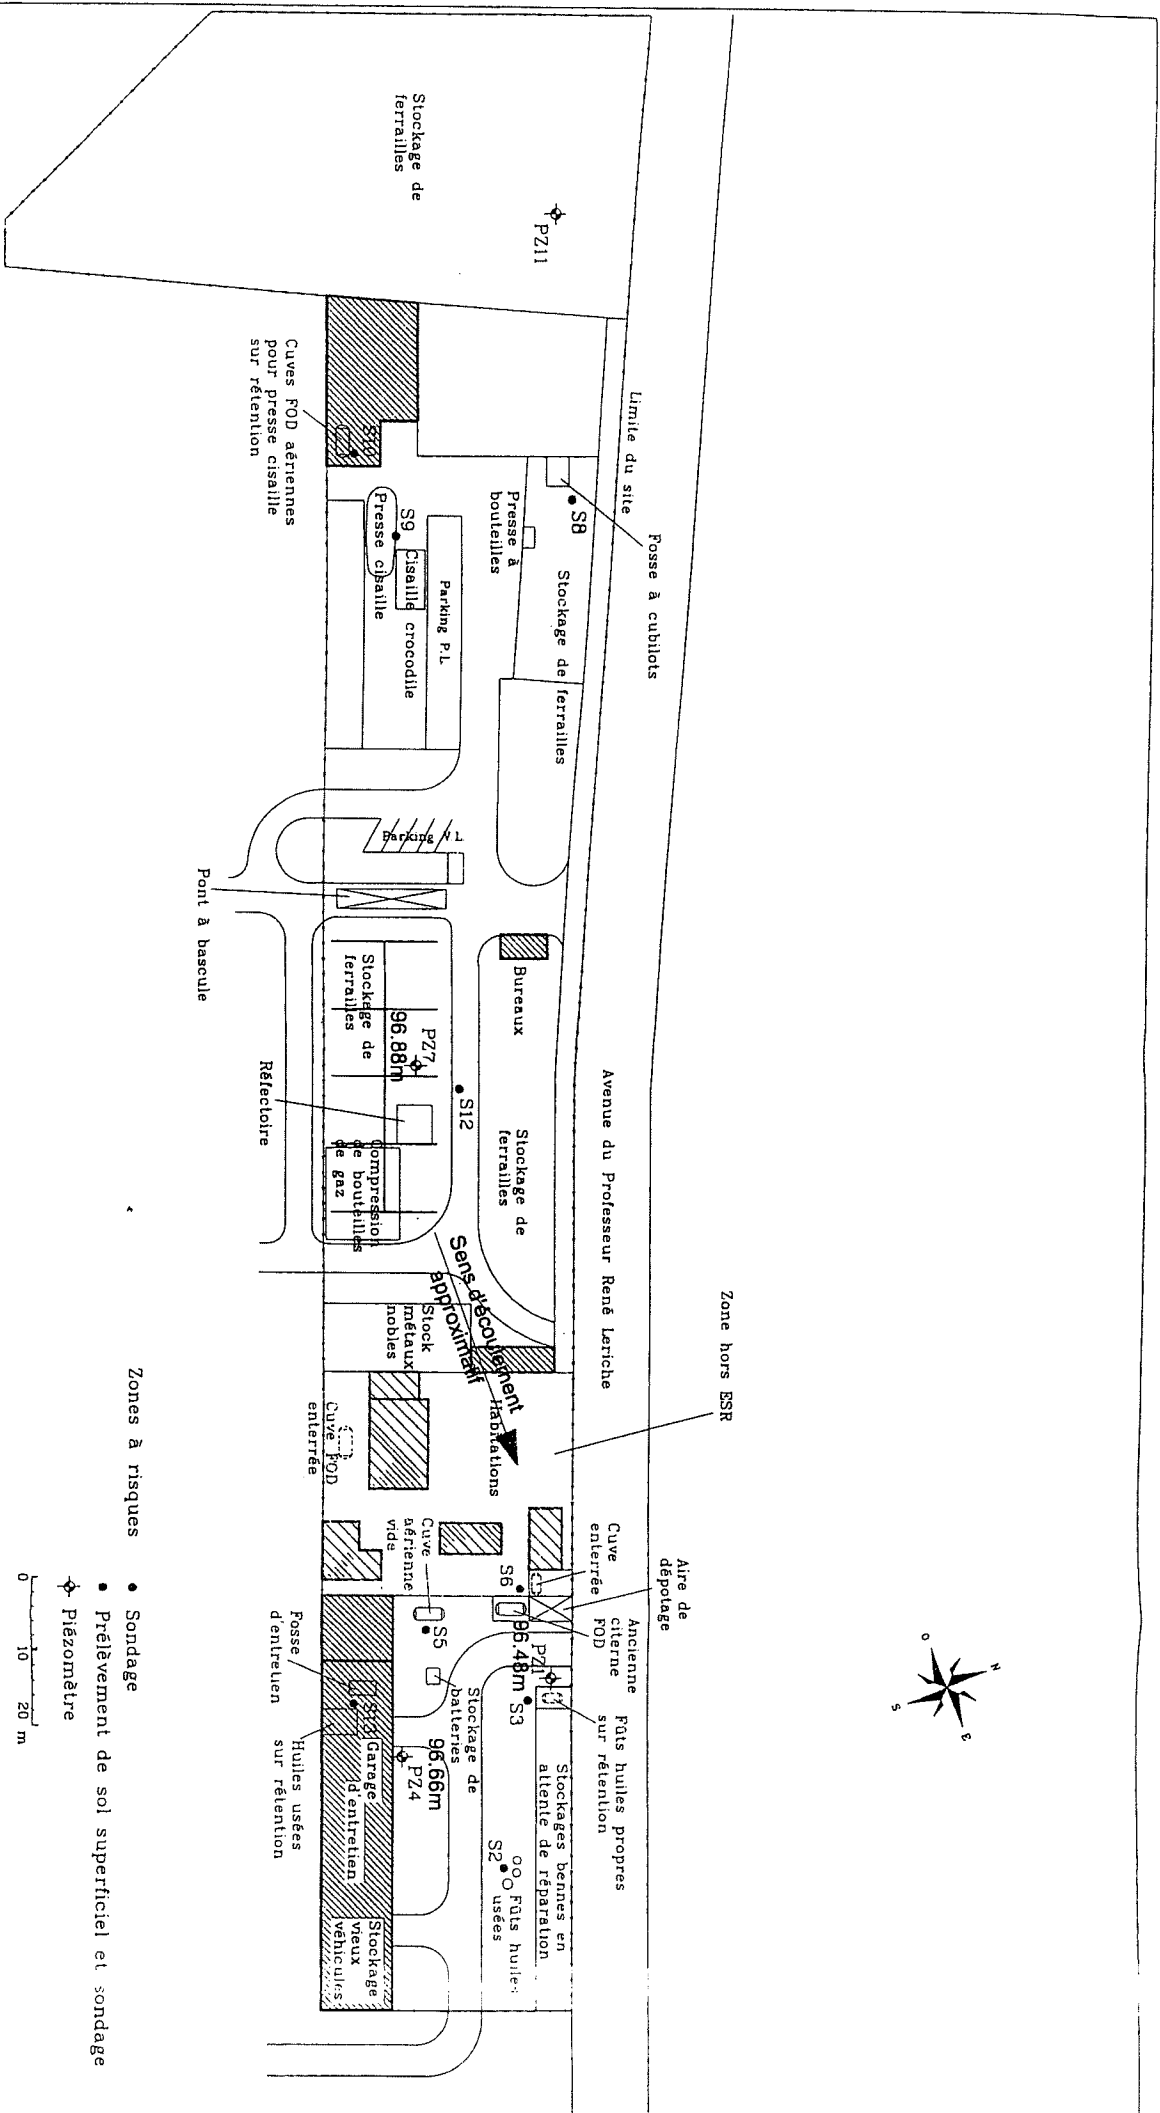 Stockage de
ferrailles
PZ11
Cuves FOD aériennes
pour presse cisaille
sur rétention
S10
Limite du site
Fosse à cubilots
S8
Presse à
bouteilles
Stockage de ferrailles
S9
Presse cisaille
Cisaille crocodile
Parking P.L
Parking V L
Pont à bascule
Bureaux
Stockage de
ferrailles
PZ7
96.88m
S12
Réfectoire
Compression
de bouteilles
de gaz
Stockage de
ferrailles
Avenue du Professeur René Leriche
Zone hors ESR
Sens d'écoulement
approximatif
Stock
métaux
nobles
Habitations
Cuve FOD
enterrée
Cuve
aérienne
vide
Cuve
enterrée
Aire de
dépotage
S6
S5
Ancienne
citerne
FOD
96.48m
PZ1
S3
Fûts huiles propres
sur rétention
Stockage de
batteries
Fosse
d'entretien
S13
Huiles usées
sur rétention
Garage
d'entretien
96.66m
PZ4
Stockages bennes en
attente de réparation
S2
Fûts huiles
usées
Stockage
vieux
véhicules
N
E
S
O
Zones à risques
Sondage
Prélèvement de sol superficiel et sondage
Piézomètre
0 10 20 m